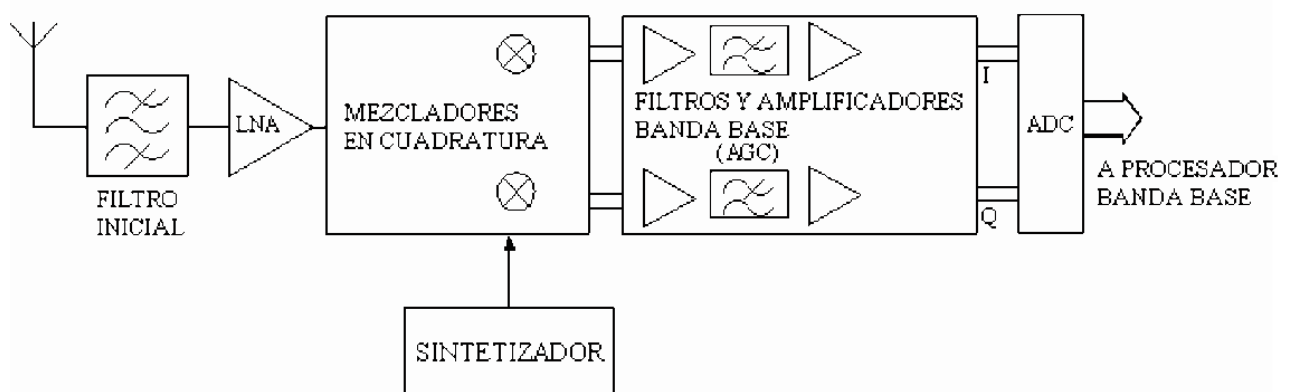 FILTRO
INICIAL
LNA
MEZCLADORES
EN CUADRATURA
SINTETIZADOR
FILTROS Y AMPLIFICADORES
BANDA BASE
(AGC)
I
Q
ADC
A PROCESADOR
BANDA BASE